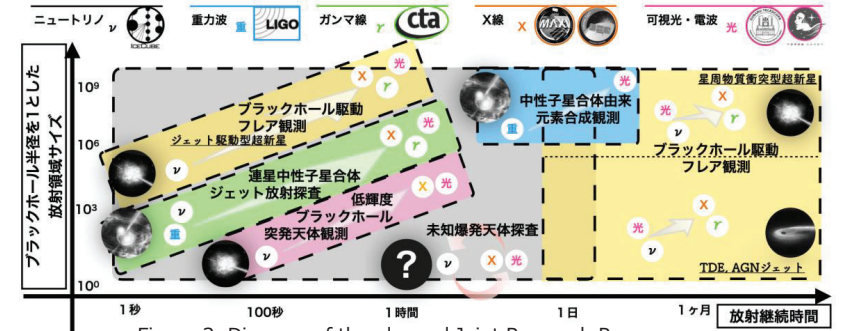 ニュートリノ ν ICECUBE
重力波 重 LIGO
ガンマ線 γ cta
X線 X MAXI
可視光・電波 光
ブラックホール半径を1とした
放射領域サイズ
10⁹
10⁶
10³
10⁰
ブラックホール駆動
フレア観測
ジェット駆動型超新星
ν
X
光
γ
連星中性子星合体
ジェット放射探査
ν
重
X
光
γ
低輝度
ブラックホール
突発天体観測
ν
X
光
中性子星合体由来
元素合成観測
重
光
未知爆発天体探査
?
ν
X
光
星周物質衝突型超新星
光
ν
X
γ
ブラックホール駆動
フレア観測
光
ν
X
γ
TDE, AGNジェット
1秒
100秒
1時間
1日
1ヶ月
放射継続時間